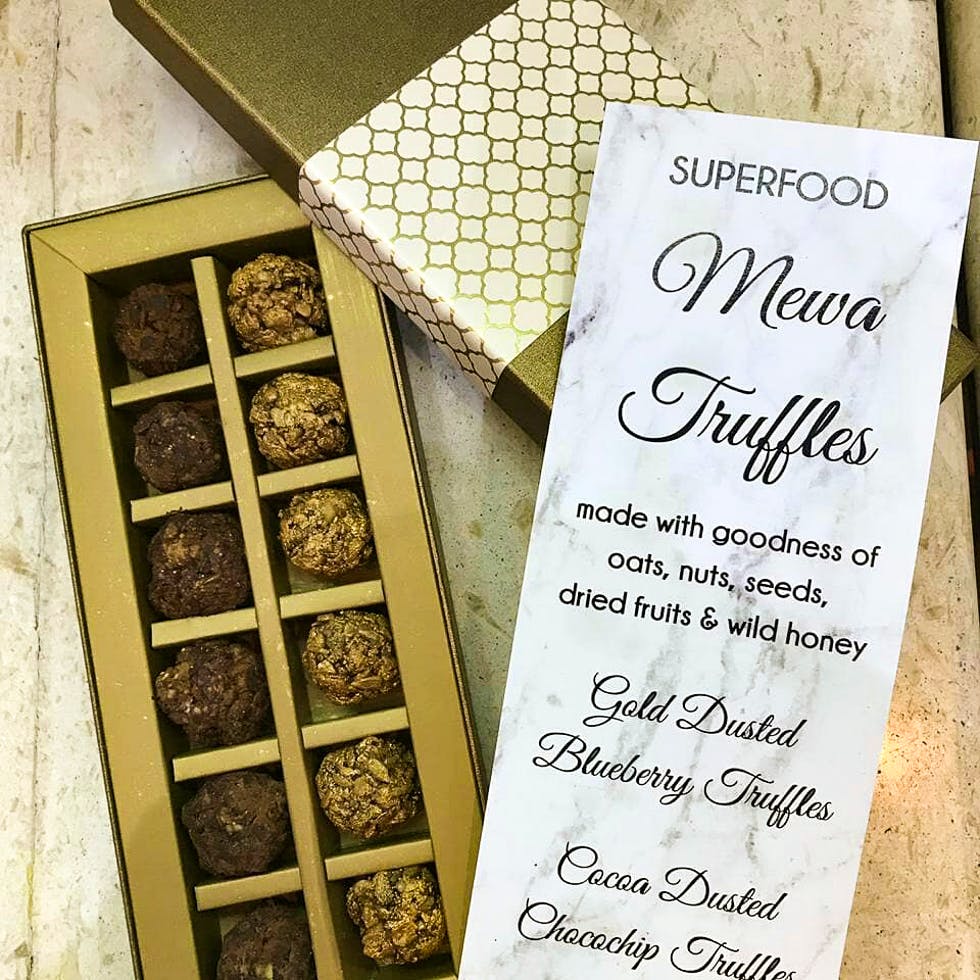 SUPERFOOD
Mewa
Truffles
made with goodness of
oats, nuts, seeds,
dried fruits & wild honey
Gold Dusted
Blueberry Truffles
Cocoa Dusted
Chocochip Truffles